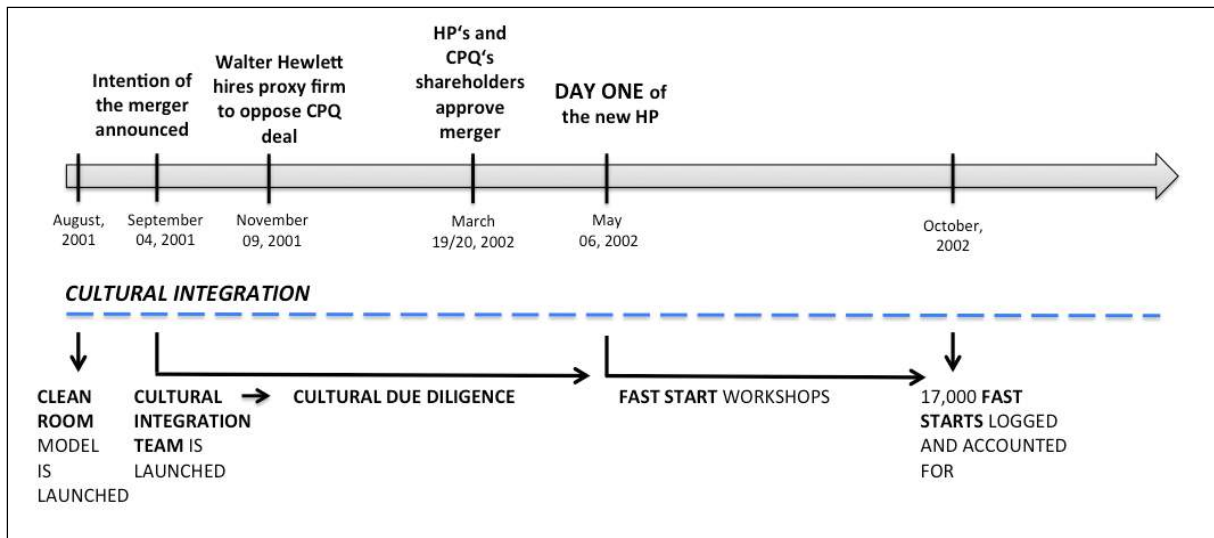 Intention of
the merger
announced
Walter Hewlett
hires proxy firm
to oppose CPQ
deal
HP‘s and
CPQ‘s
shareholders
approve
merger
DAY ONE of
the new HP
August,
2001
September
04, 2001
November
09, 2001
March
19/20, 2002
May
06, 2002
October,
2002
CULTURAL INTEGRATION
CLEAN
ROOM
MODEL
IS
LAUNCHED
CULTURAL
INTEGRATION
TEAM IS
LAUNCHED
CULTURAL DUE DILIGENCE
FAST START WORKSHOPS
17,000 FAST
STARTS LOGGED
AND ACCOUNTED
FOR